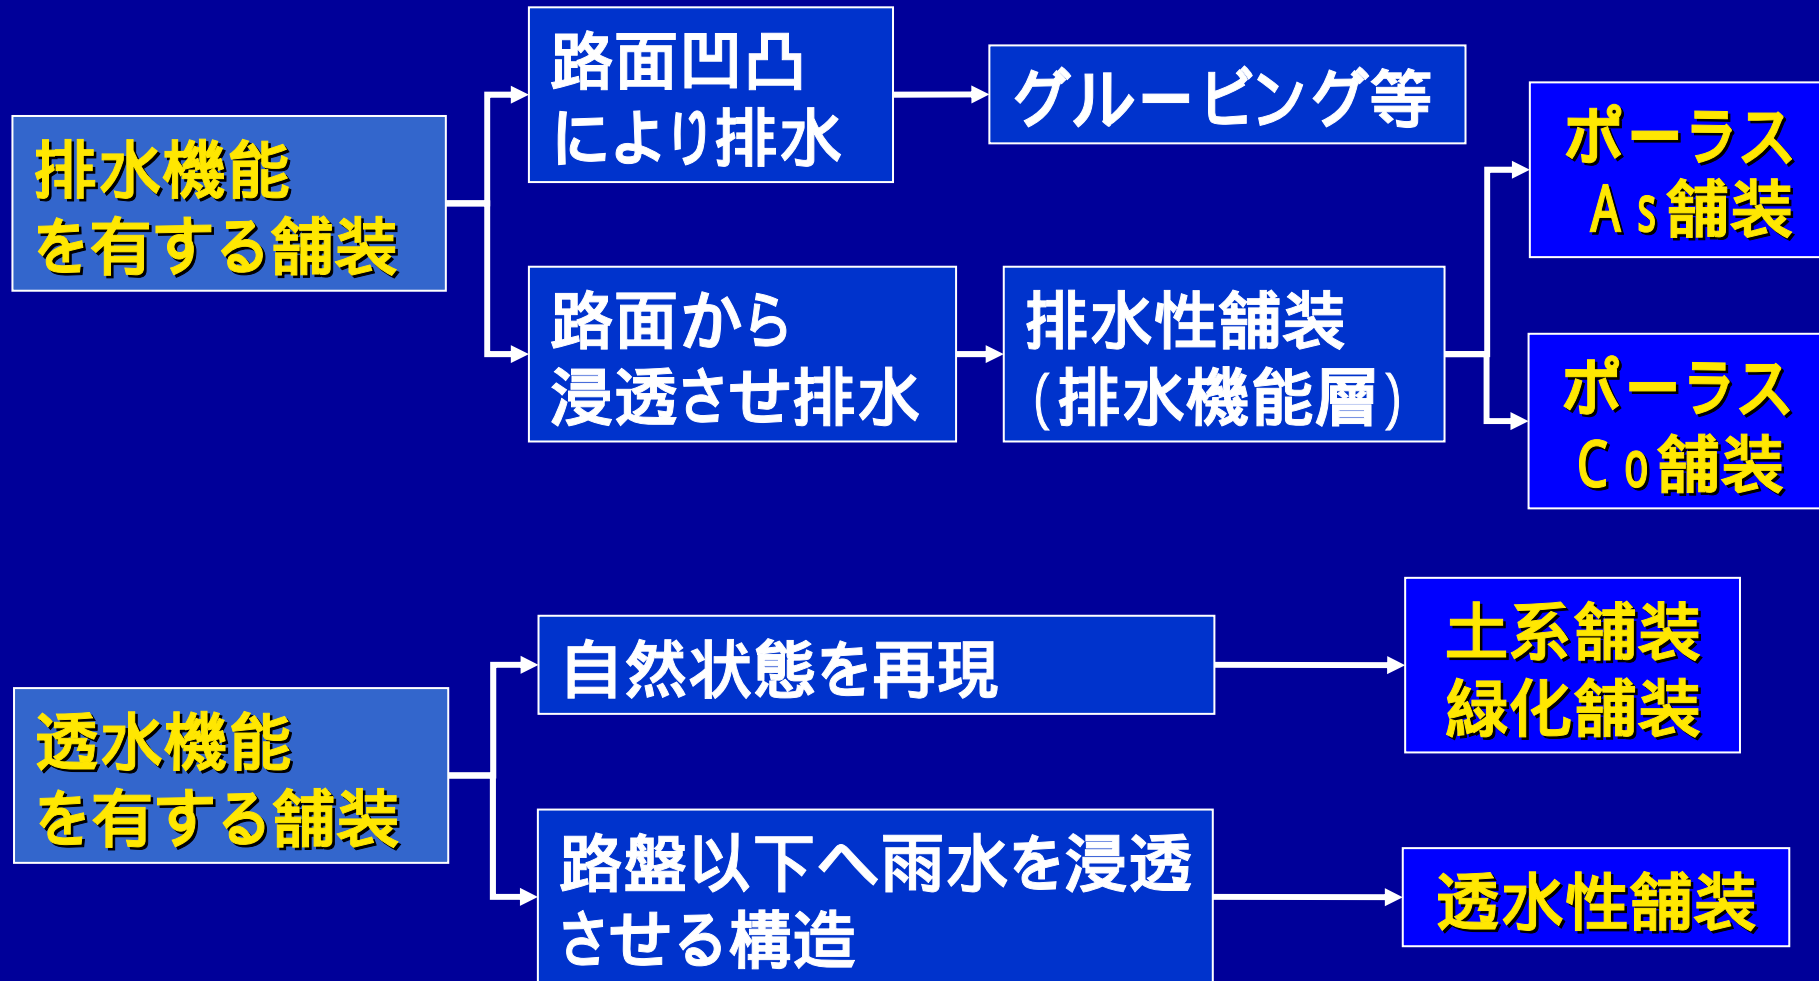 排水機能
を有する舗装
路面凹凸
により排水
グルービング等
路面から
浸透させ排水
排水性舗装
(排水機能層)
ポーラス
Ａｓ舗装
ポーラス
Ｃｏ舗装
透水機能
を有する舗装
自然状態を再現
土系舗装
緑化舗装
路盤以下へ雨水を浸透
させる構造
透水性舗装